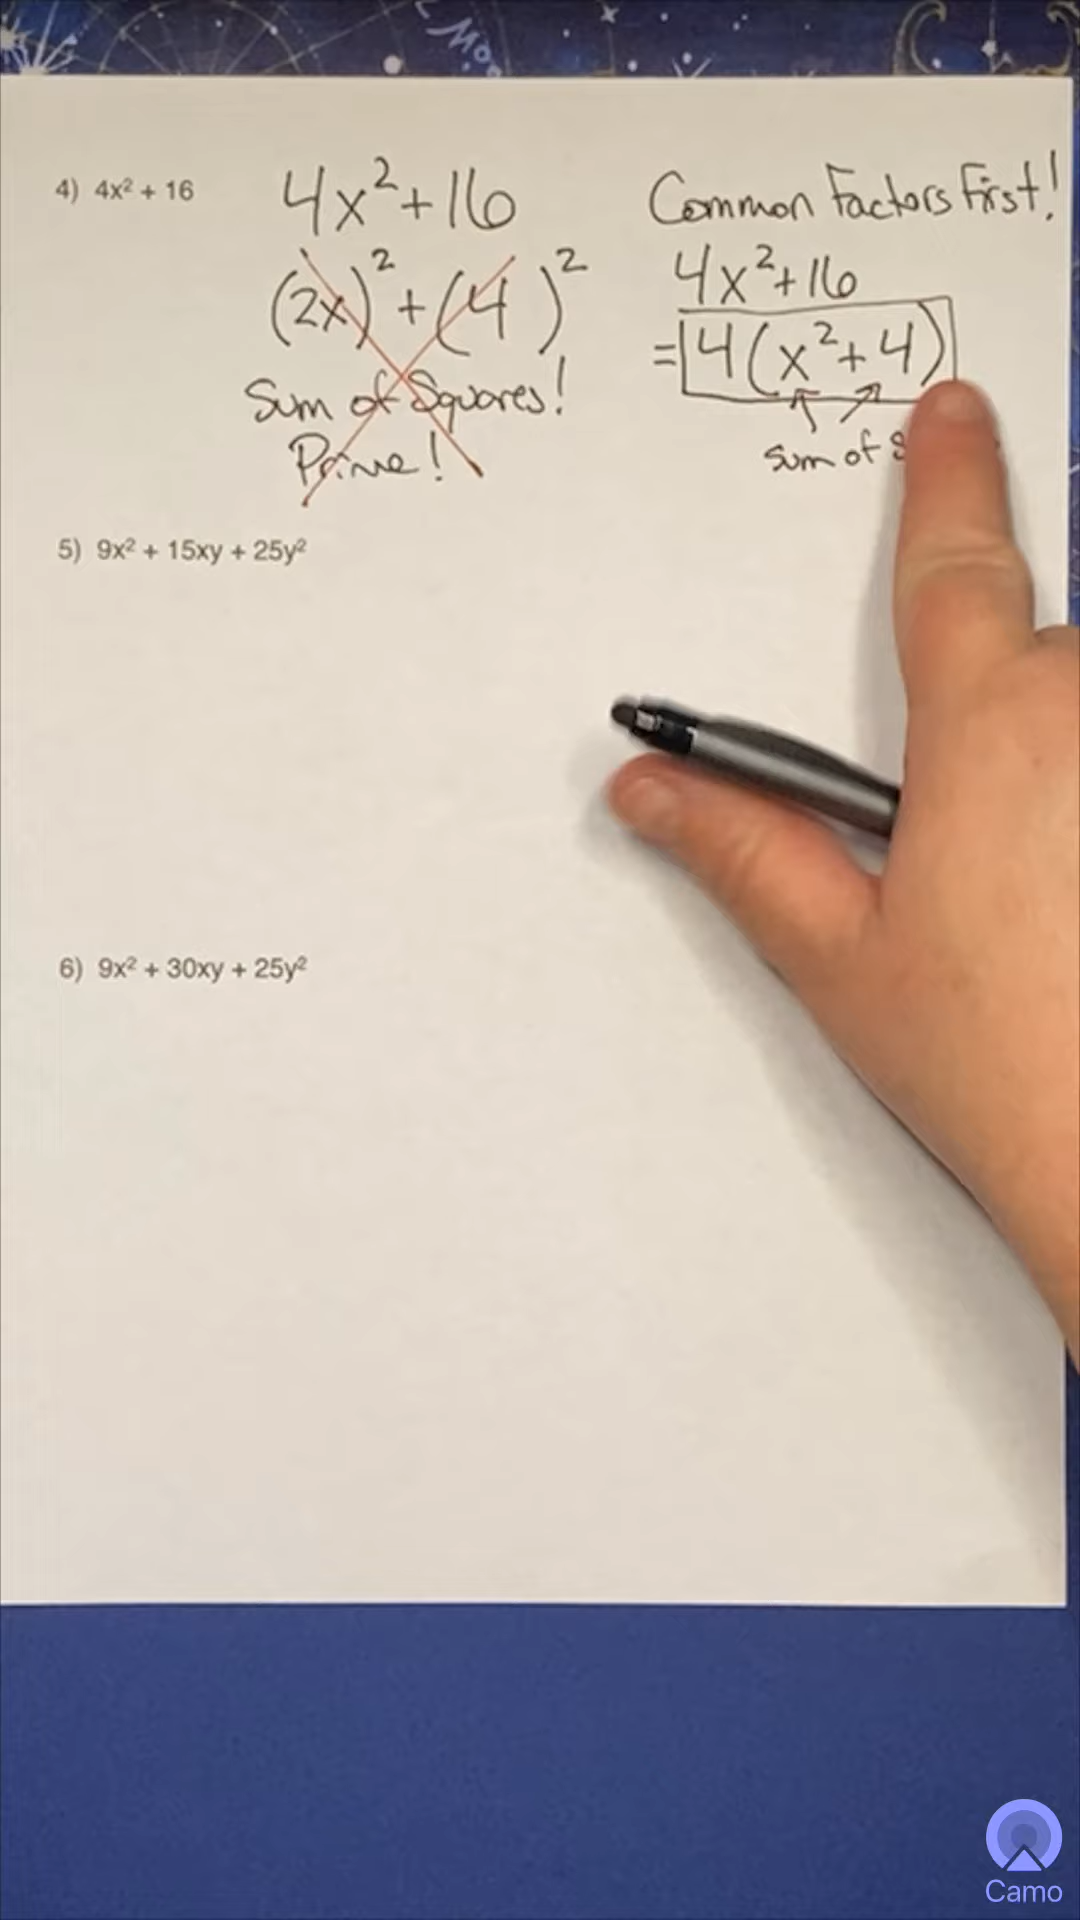 Mo
4) 4x² + 16
4x² + 16
(2x)² + (4)²
Sum of Squares!
Prime!
Common Factors First!
4x² + 16
= 4(x² + 4)
sum of
5) 9x² + 15xy + 25y²
6) 9x² + 30xy + 25y²
Camo